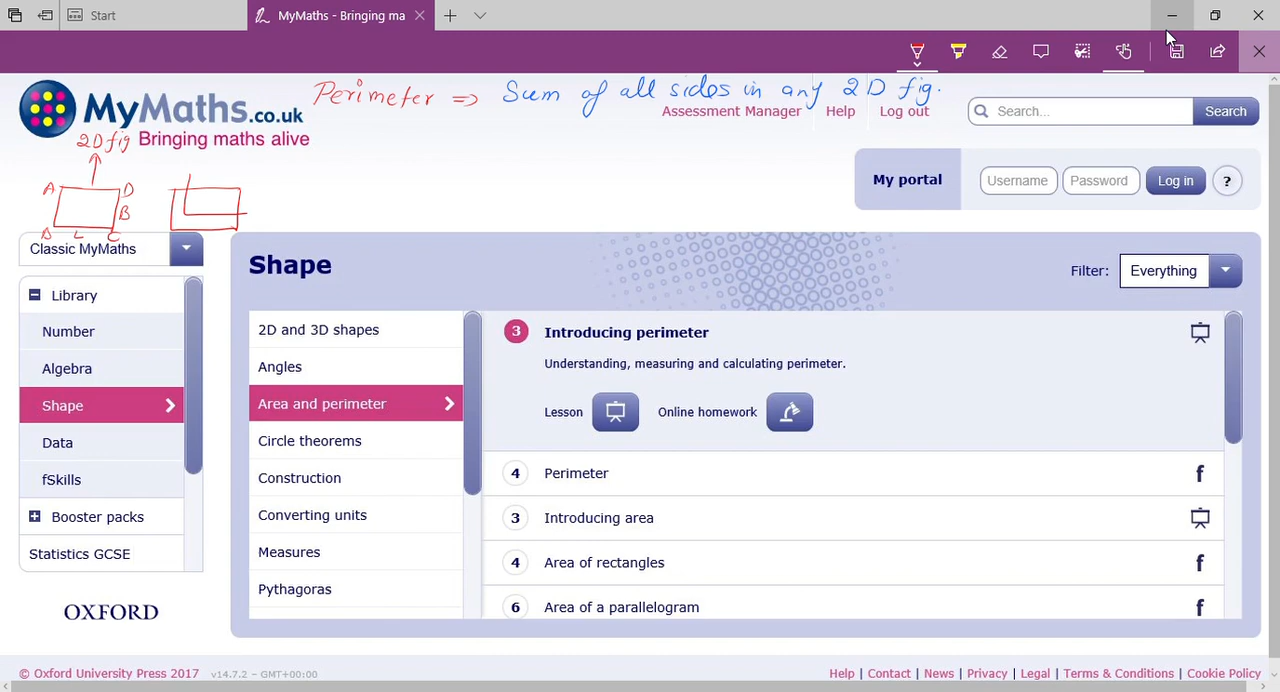 Start
MyMaths - Bringing ma
Perimeter => Sum of all sides in any 2D fig.
MyMaths.co.uk
Bringing maths alive
Assessment Manager
Help
Log out
Search...
Search
2D fig
My portal
Username
Password
Log in
?
A
D
B
L
C
Classic MyMaths
Library
Number
Algebra
Shape
Data
fSkills
Booster packs
Statistics GCSE
OXFORD
Shape
Filter:
Everything
2D and 3D shapes
Angles
Area and perimeter
Circle theorems
Construction
Converting units
Measures
Pythagoras
3 Introducing perimeter
Understanding, measuring and calculating perimeter.
Lesson
Online homework
4 Perimeter f
3 Introducing area
4 Area of rectangles f
6 Area of a parallelogram f
© Oxford University Press 2017 v14.7.2 – GMT+00:00
Help | Contact | News | Privacy | Legal | Terms & Conditions | Cookie Policy